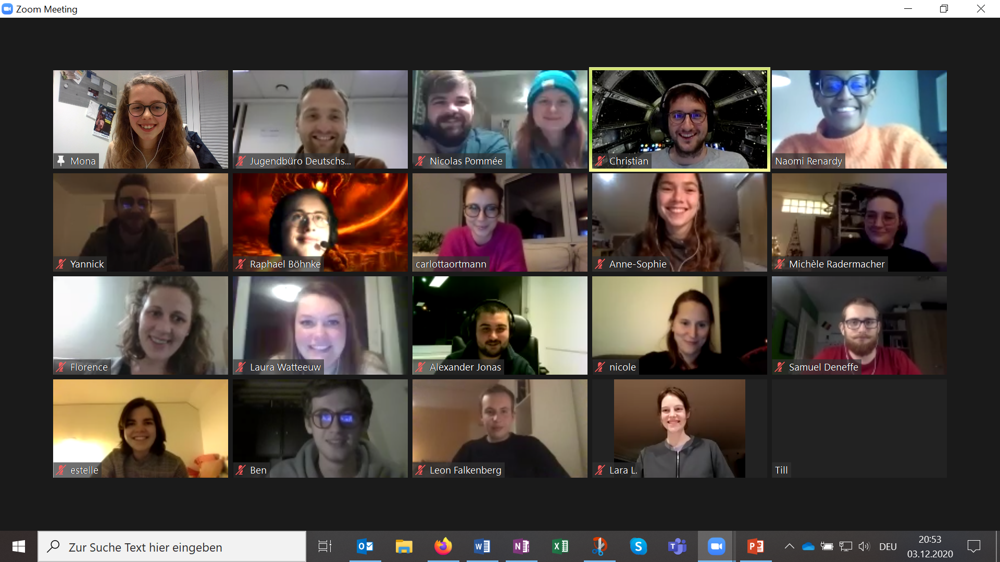 Zoom Meeting
Mona
Jugendbüro Deutschs...
Nicolas Pommée
Christian
Naomi Renardy
Yannick
Raphael Böhnke
carlottaortmann
Anne-Sophie
Michèle Radermacher
Florence
Laura Watteeuw
Alexander Jonas
nicole
Samuel Deneffe
estelle
Ben
Leon Falkenberg
Lara L.
Till
Zur Suche Text hier eingeben
DEU
20:53
03.12.2020